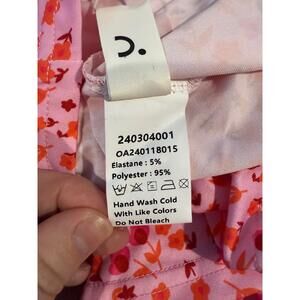 240304001
OA240118015
Elastane : 5%
Polyester : 95%
Hand Wash Cold
With Like Colors
Do Not Bleach